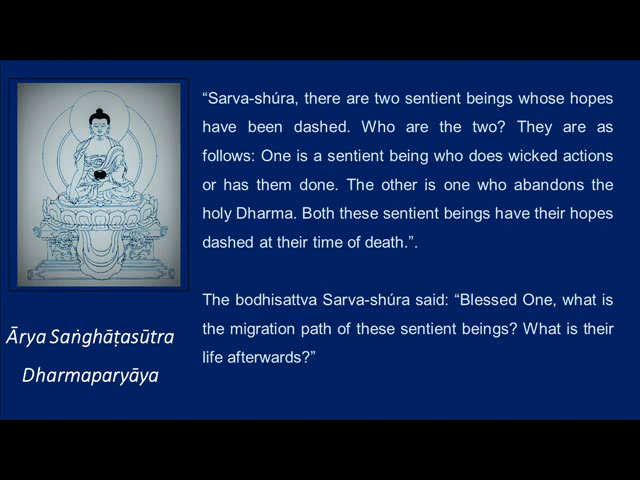 “Sarva-shúra, there are two sentient beings whose hopes
have been dashed. Who are the two? They are as
follows: One is a sentient being who does wicked actions
or has them done. The other is one who abandons the
holy Dharma. Both these sentient beings have their hopes
dashed at their time of death.”.
The bodhisattva Sarva-shúra said: “Blessed One, what is
the migration path of these sentient beings? What is their
life afterwards?”
Ārya Saṅghāṭasūtra
Dharmaparyāya